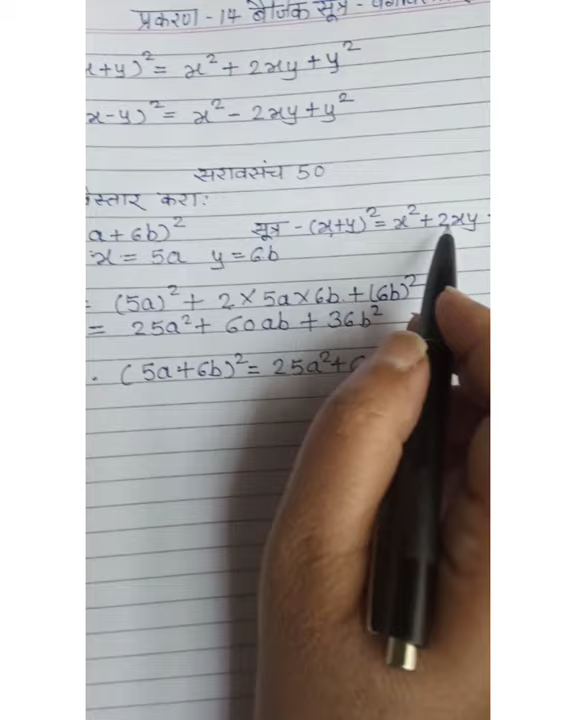 प्रकरण - 14 बैजिक सूत्र -
x+y)² = x² + 2xy + y²
x-y)² = x² - 2xy + y²
सरावसंच 50
स्तार करा:
a + 6b)² सूत्र - (x+y)² = x² + 2xy
x = 5a y = 6b
= (5a)² + 2 × 5a × 6b + (6b)²
= 25a² + 60ab + 36b²
. (5a+6b)² = 25a² + 6